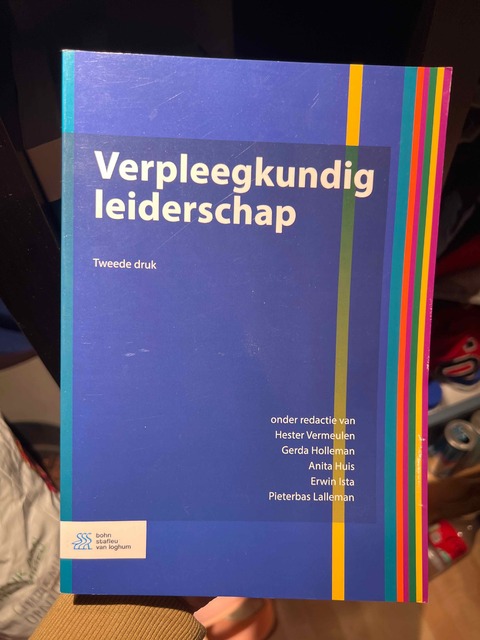 Verpleegkundig
leiderschap
Tweede druk
onder redactie van
Hester Vermeulen
Gerda Holleman
Anita Huis
Erwin Ista
Pieterbas Lalleman
bohn
stafleu
van loghum